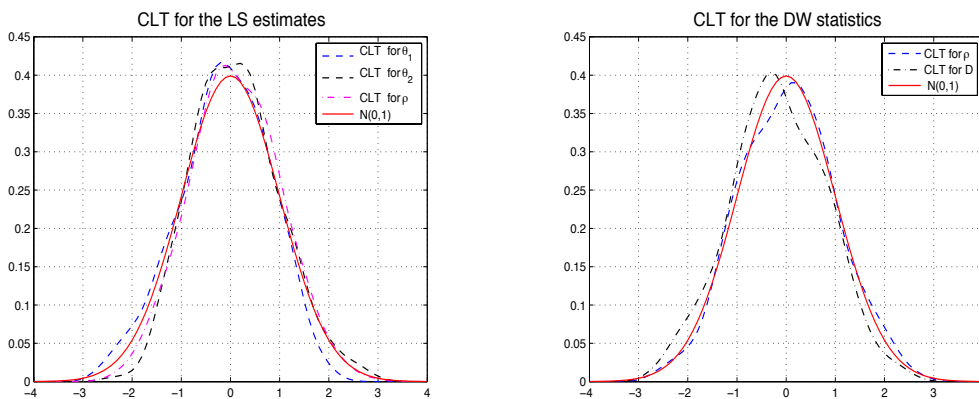 CLT for the LS estimates
0.45
0.4
0.35
0.3
0.25
0.2
0.15
0.1
0.05
0
−4 −3 −2 −1 0 1 2 3 4
CLT for θ1
CLT for θ2
CLT for ρ
N(0,1)
CLT for the DW statistics
0.45
0.4
0.35
0.3
0.25
0.2
0.15
0.1
0.05
0
−4 −3 −2 −1 0 1 2 3
CLT for ρ
CLT for D
N(0,1)